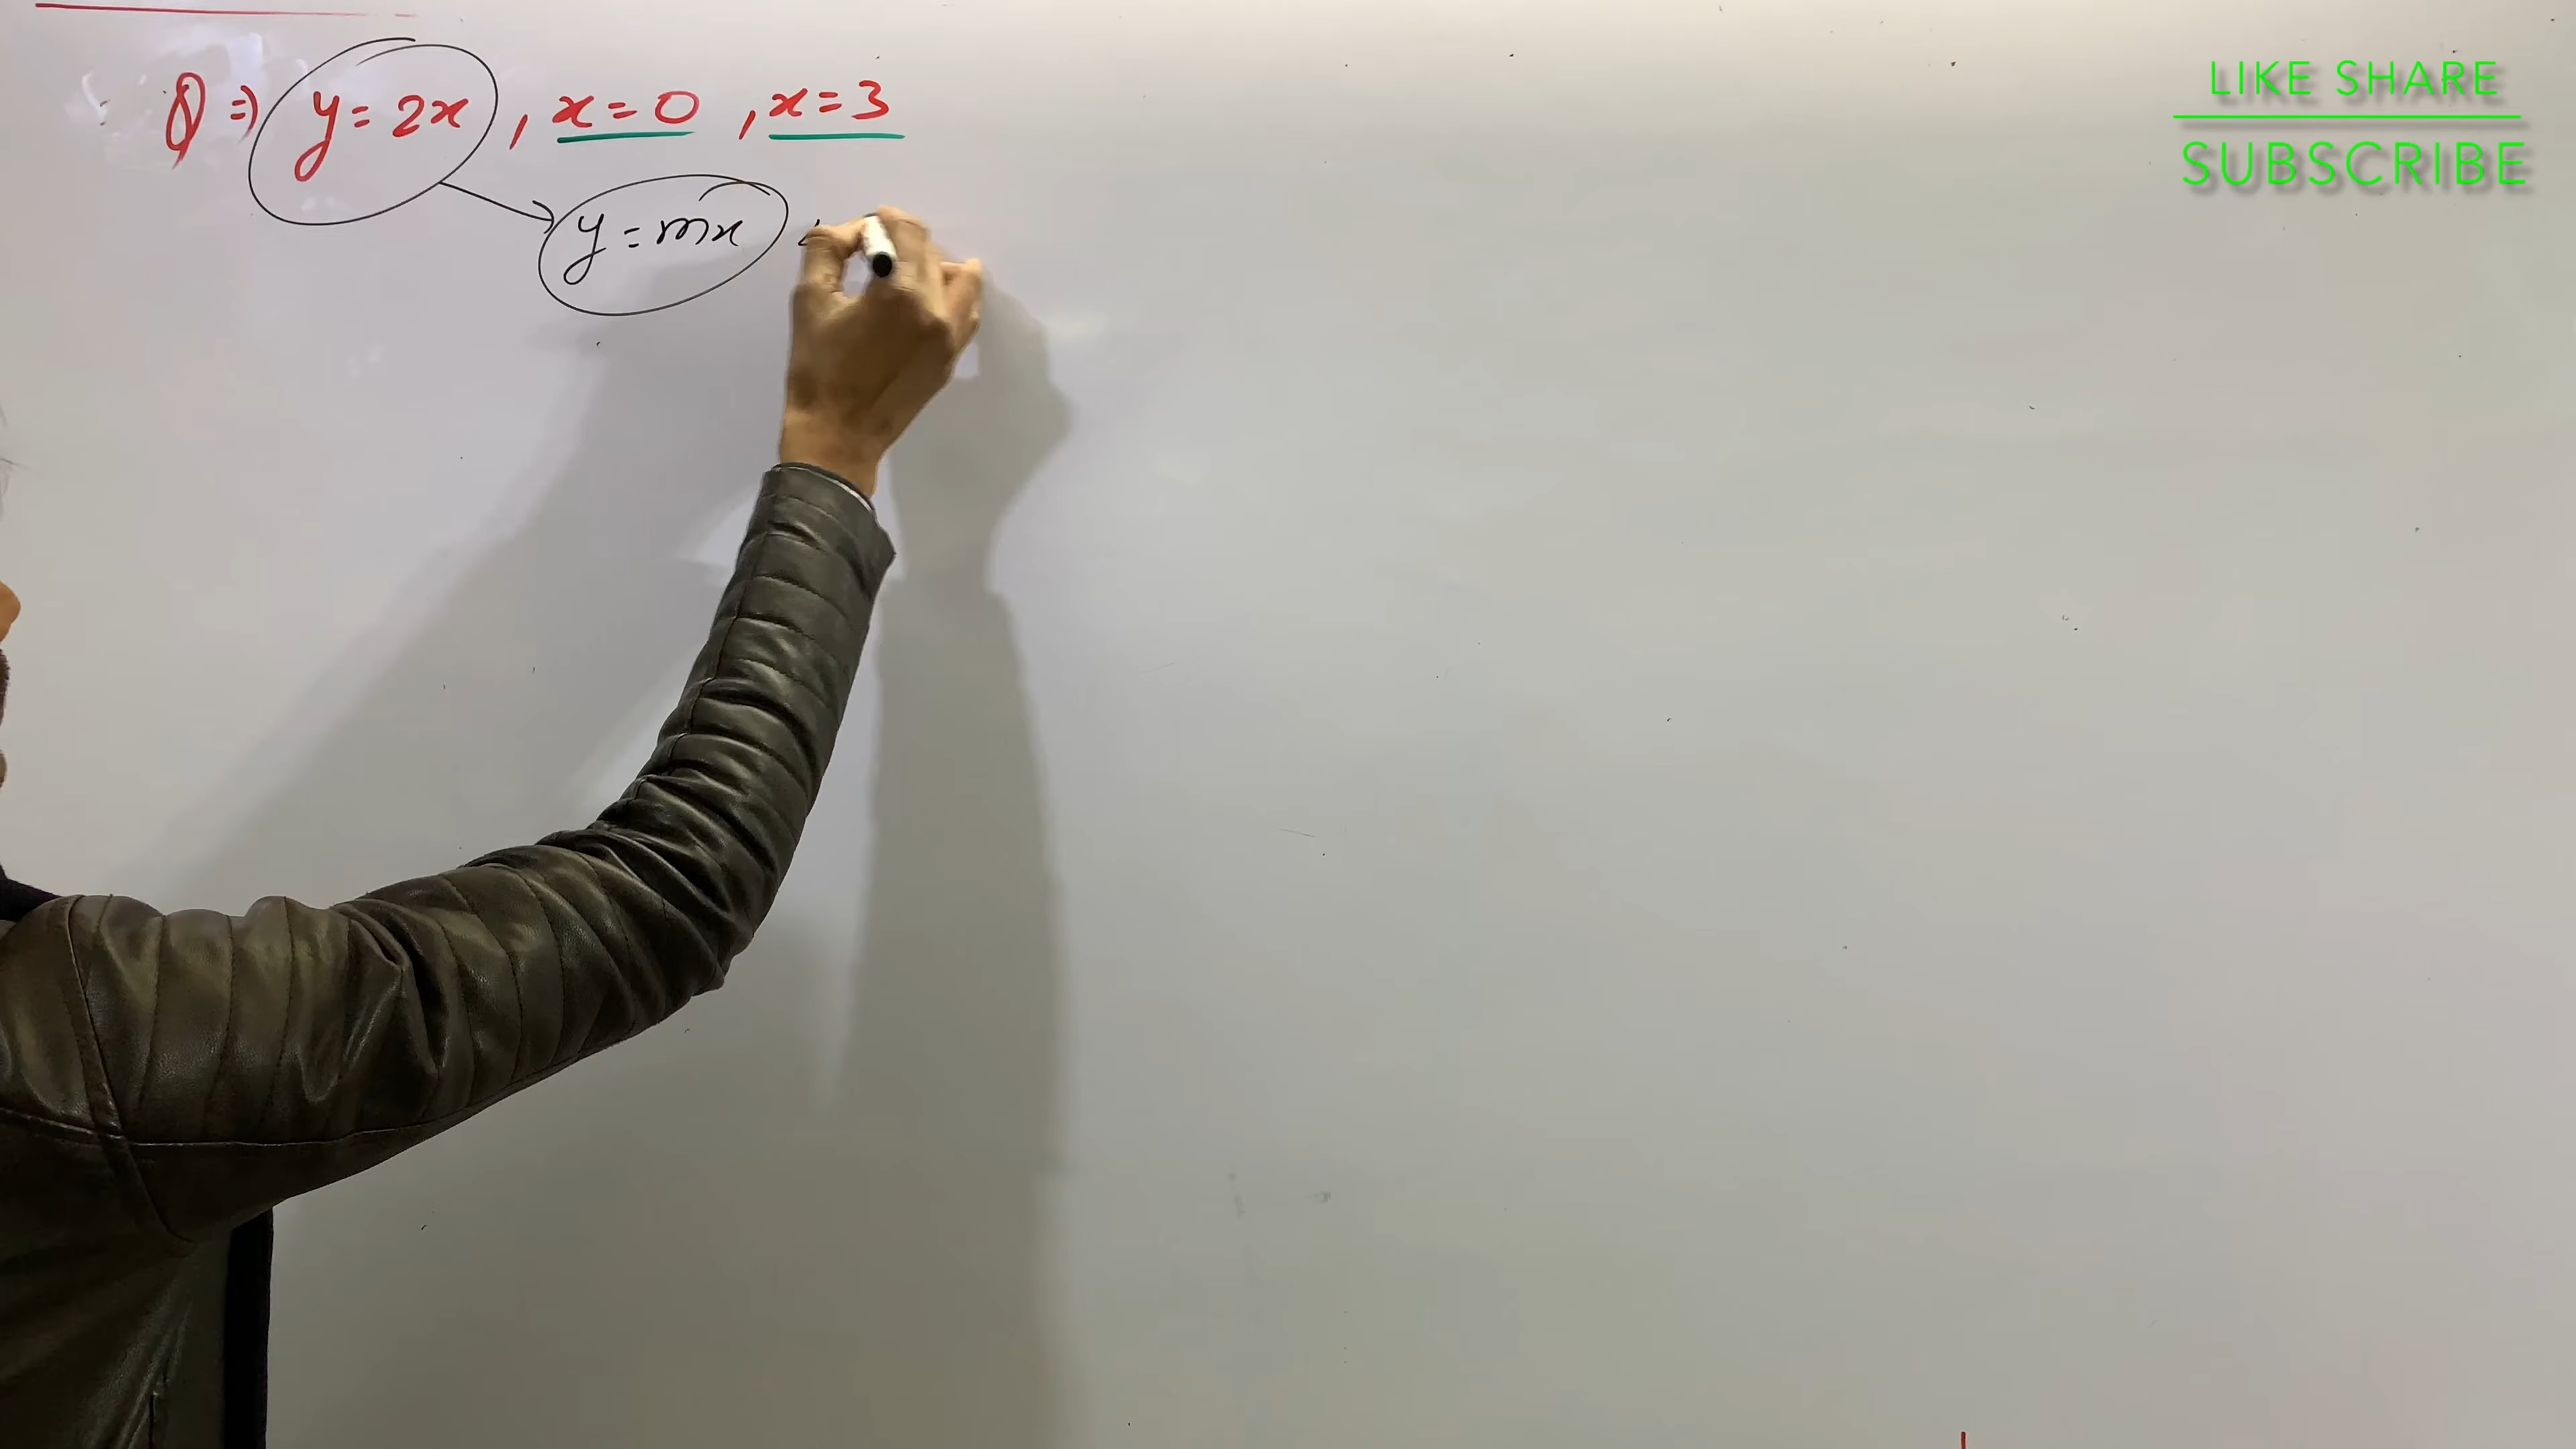 Q ⇒ y = 2x , x = 0 , x = 3
y = mx
LIKE SHARE
SUBSCRIBE